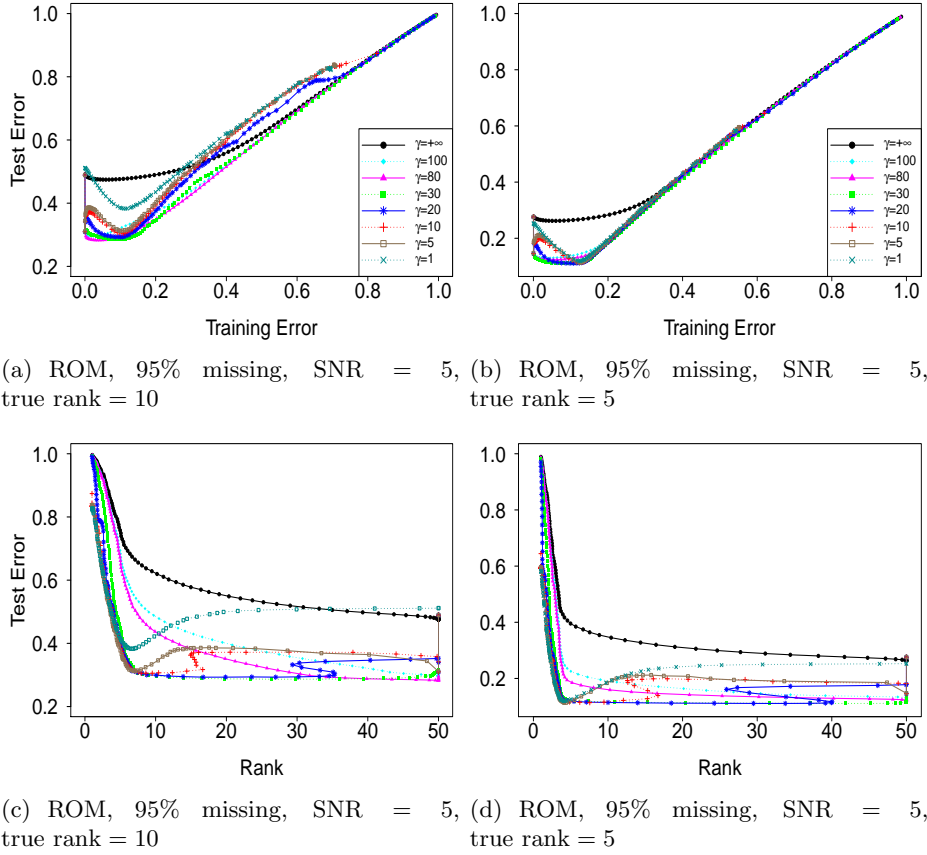 Test Error
1.0
0.8
0.6
0.4
0.2
0.0 0.2 0.4 0.6 0.8 1.0
Training Error
γ=+∞
γ=100
γ=80
γ=30
γ=20
γ=10
γ=5
γ=1
1.0
0.8
0.6
0.4
0.2
0.0 0.2 0.4 0.6 0.8 1.0
Training Error
γ=+∞
γ=100
γ=80
γ=30
γ=20
γ=10
γ=5
γ=1
(a) ROM, 95% missing, SNR = 5,
true rank = 10
(b) ROM, 95% missing, SNR = 5,
true rank = 5
Test Error
1.0
0.8
0.6
0.4
0.2
0 10 20 30 40 50
Rank
1.0
0.8
0.6
0.4
0.2
0 10 20 30 40 50
Rank
(c) ROM, 95% missing, SNR = 5,
true rank = 10
(d) ROM, 95% missing, SNR = 5,
true rank = 5